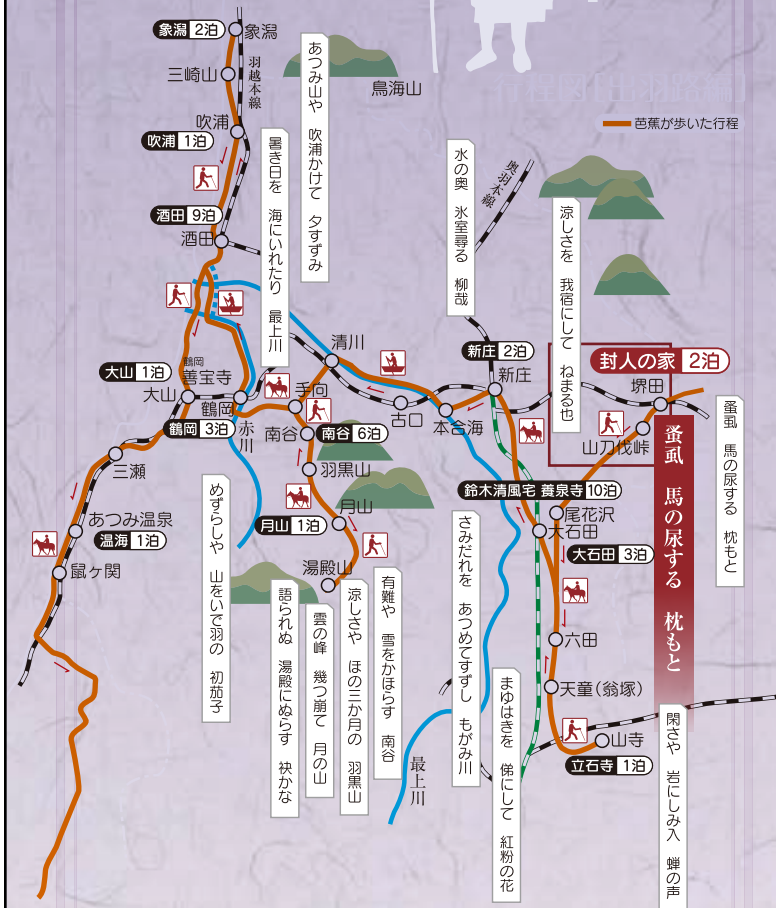 行程図「出羽路編」
芭蕉が歩いた行程
象潟 2泊
象潟
三崎山
羽越本線
吹浦
吹浦 1泊
酒田 9泊
酒田
鳥海山
あつみ山や 吹浦かけて 夕すずみ
暑き日を 海にいれたり 最上川
水の奥 氷室尋る 柳哉
奥羽本線
涼しさを 我宿にして ねまる也
封人の家 2泊
堺田
山刀伐峠
蚤虱 馬の尿する 枕もと
蚤虱 馬の尿する 枕もと
新庄 2泊
新庄
清川
古口
本合海
大山 1泊
大山
鶴岡
善宝寺
鶴岡
鶴岡 3泊
赤川
手向
南谷
南谷 6泊
羽黒山
月山
月山 1泊
湯殿山
三瀬
あつみ温泉
温海 1泊
鼠ヶ関
めずらしや 山をいで羽の 初茄子
語られぬ 湯殿にぬらす 袂かな
雲の峰 幾つ崩て 月の山
涼しさや ほの三か月の 羽黒山
有難や 雪をかほらす 南谷
最上川
さみだれを あつめてすずし もがみ川
まゆはきを 俤にして 紅粉の花
鈴木清風宅 養泉寺 10泊
尾花沢
大石田
大石田 3泊
六田
天童(翁塚)
山寺
立石寺 1泊
閑さや 岩にしみ入 蝉の声